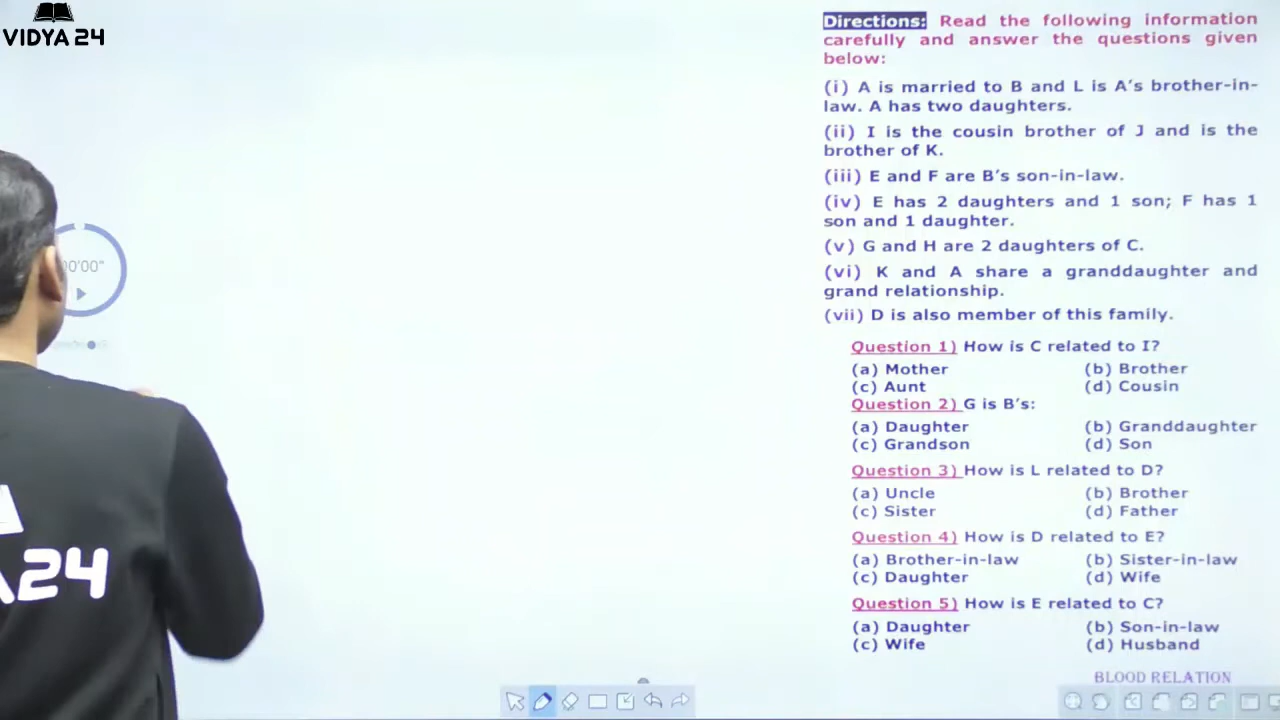 VIDYA 24
Directions: Read the following information
carefully and answer the questions given
below:
(i) A is married to B and L is A's brother-in-
law. A has two daughters.
(ii) I is the cousin brother of J and is the
brother of K.
(iii) E and F are B's son-in-law.
(iv) E has 2 daughters and 1 son; F has 1
son and 1 daughter.
(v) G and H are 2 daughters of C.
(vi) K and A share a granddaughter and
grand relationship.
(vii) D is also member of this family.
Question 1) How is C related to I?
(a) Mother (b) Brother
(c) Aunt (d) Cousin
Question 2) G is B's:
(a) Daughter (b) Granddaughter
(c) Grandson (d) Son
Question 3) How is L related to D?
(a) Uncle (b) Brother
(c) Sister (d) Father
Question 4) How is D related to E?
(a) Brother-in-law (b) Sister-in-law
(c) Daughter (d) Wife
Question 5) How is E related to C?
(a) Daughter (b) Son-in-law
(c) Wife (d) Husband
BLOOD RELATION
00'00"
A24